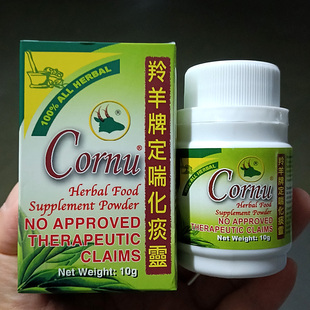 100% ALL HERBAL
Cornu®
Herbal Food
Supplement Powder
NO APPROVED
THERAPEUTIC
CLAIMS
Net Weight: 10g
羚羊牌定喘化痰靈
ALL HERBAL
Cornu
Herbal Food
Supplement Powder
NO APPROVED
THERAPEUTIC
CLAIMS
Net Weight: 10g
羚羊牌定喘化痰靈